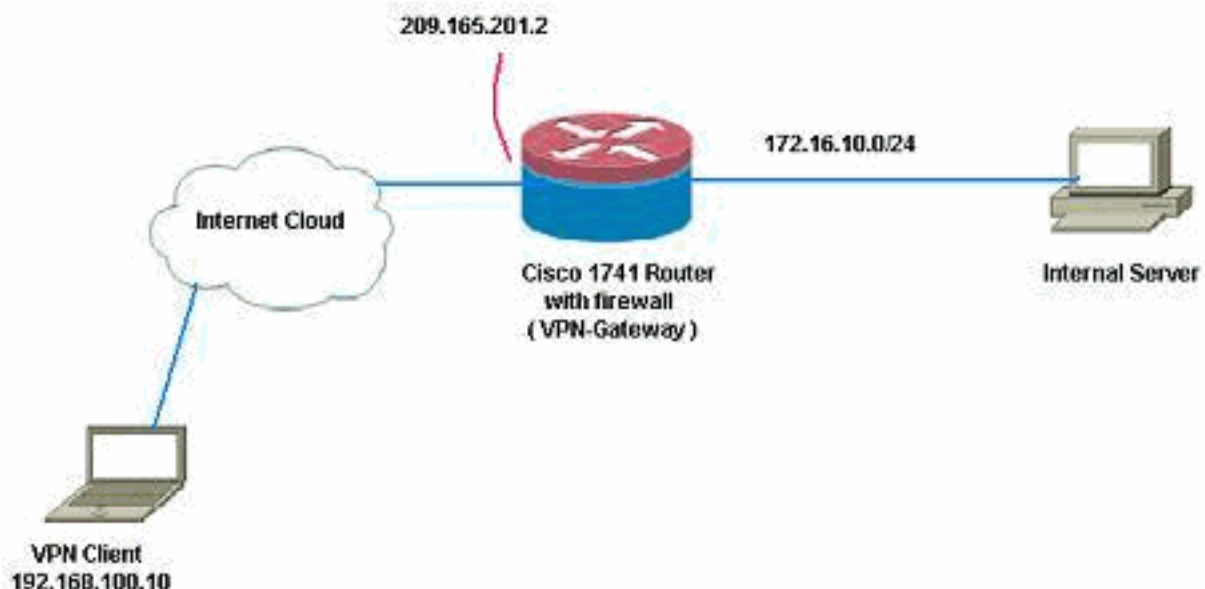 209.165.201.2
172.16.10.0/24
Internet Cloud
Cisco 1741 Router
with firewall
( VPN-Gateway )
Internal Server
VPN Client
192.168.100.10